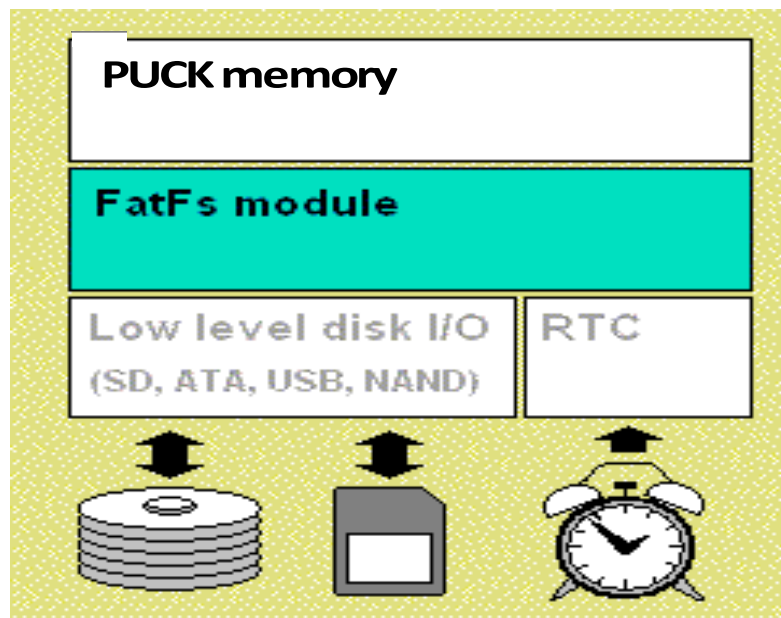 PUCK memory
FatFs module
Low level disk I/O
(SD, ATA, USB, NAND)
RTC